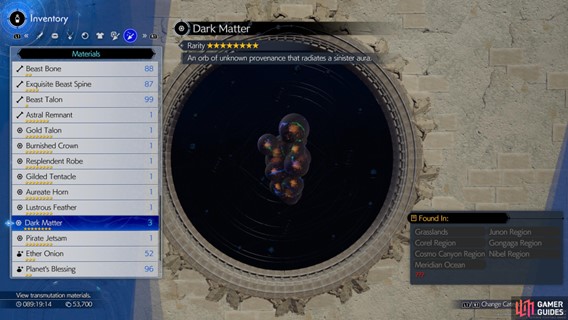 Inventory
Materials
Beast Bone 88
Exquisite Beast Spine 87
Beast Talon 99
Astral Remnant 1
Gold Talon 1
Burnished Crown 1
Resplendent Robe 1
Gilded Tentacle 1
Aureate Horn 1
Lustrous Feather 1
Dark Matter 3
Pirate Jetsam 1
Ether Onion 52
Planet's Blessing 96
View transmutation materials.
089:19:14 53,700
Dark Matter
Rarity ★★★★★★★★
An orb of unknown provenance that radiates a sinister aura.
Found In:
Grasslands Junon Region
Corel Region Gongaga Region
Cosmo Canyon Region Nibel Region
Meridian Ocean
Change
GAMER
GUIDES